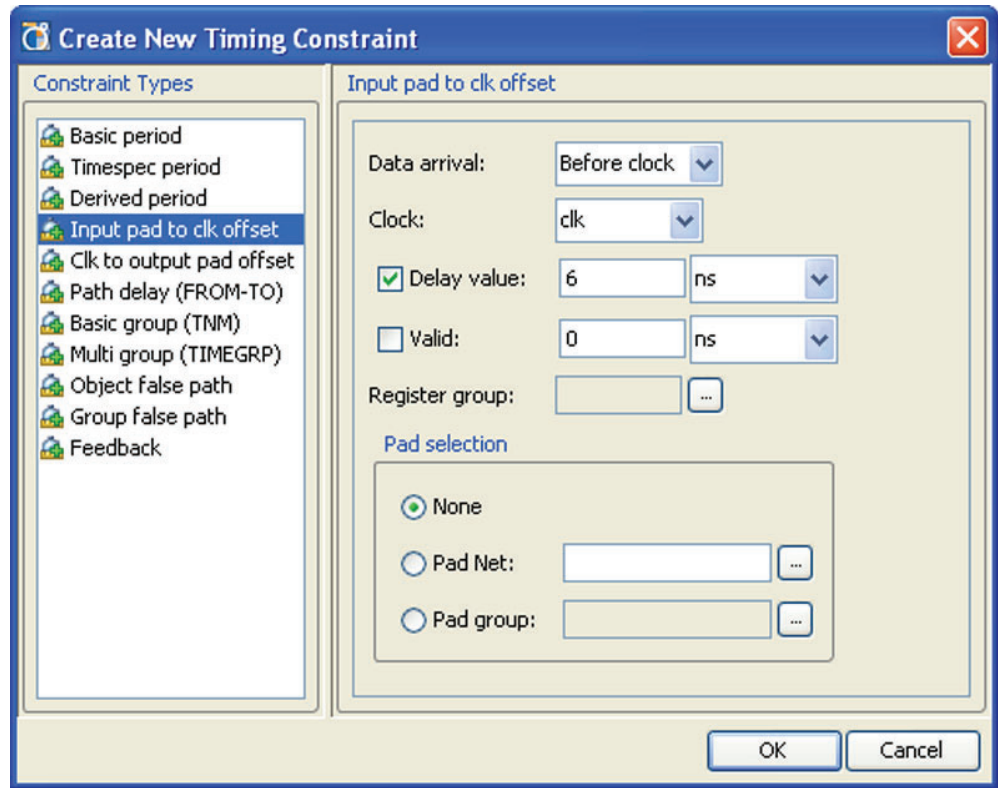 Create New Timing Constraint
Constraint Types
Basic period
Timespec period
Derived period
Input pad to clk offset
Clk to output pad offset
Path delay (FROM-TO)
Basic group (TNM)
Multi group (TIMEGRP)
Object false path
Group false path
Feedback
Input pad to clk offset
Data arrival: Before clock
Clock: clk
Delay value: 6 ns
Valid: 0 ns
Register group: ...
Pad selection
None
Pad Net: ...
Pad group: ...
OK Cancel